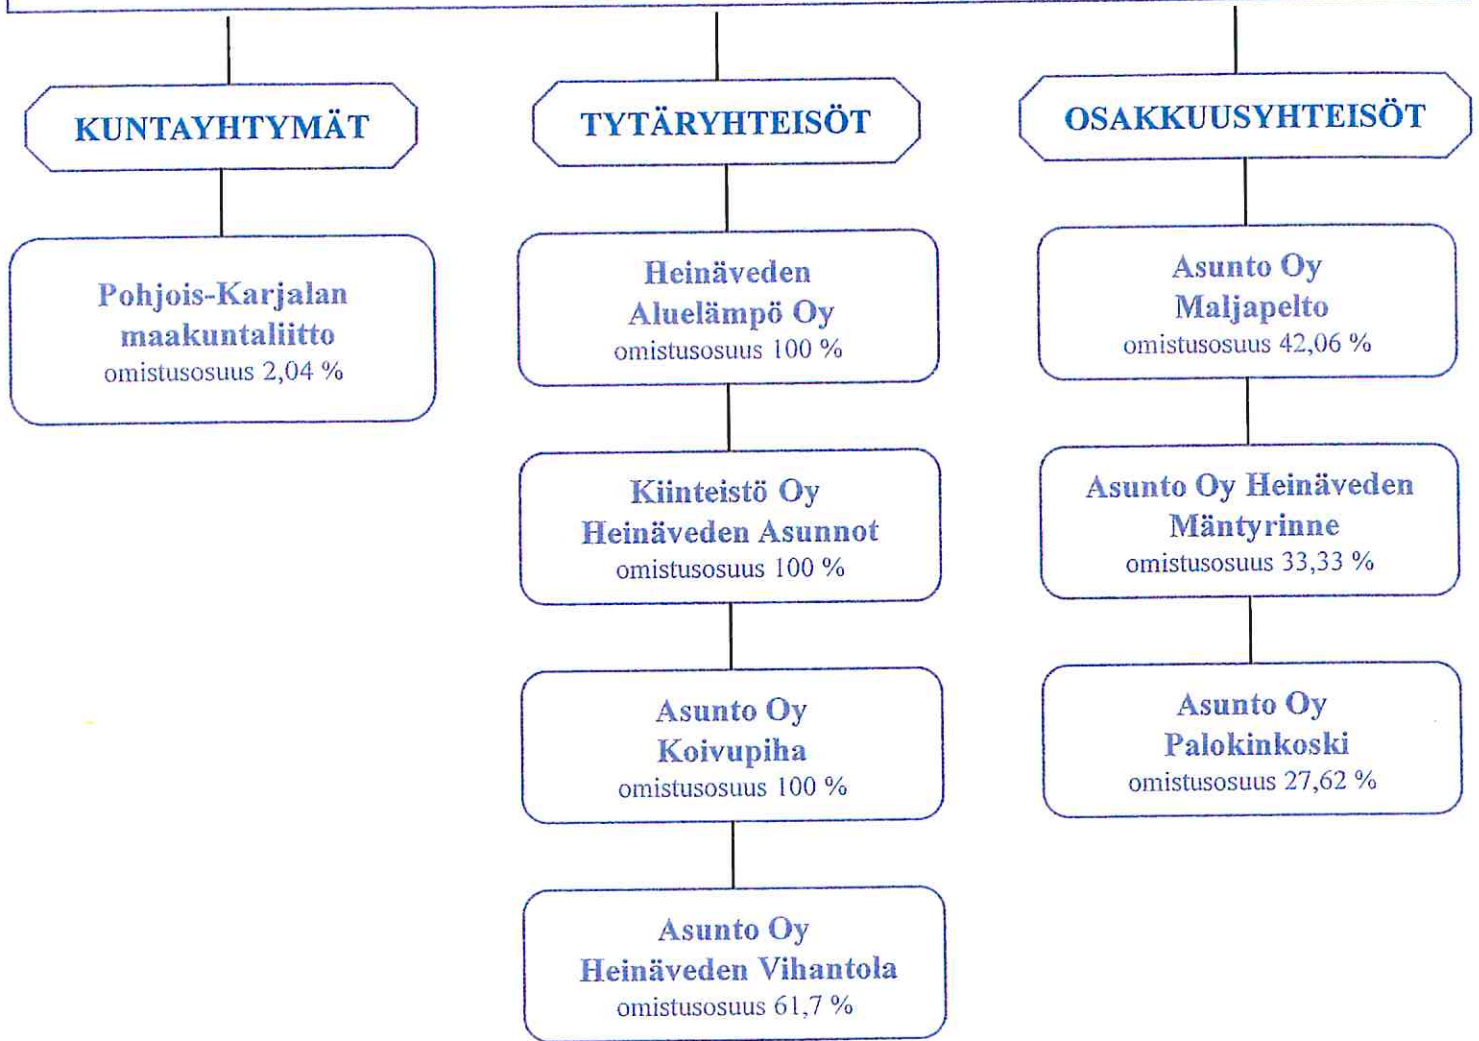 KUNTAYHTYMÄT
Pohjois-Karjalan
maakuntaliitto
omistusosuus 2,04 %
TYTÄRYHTEISÖT
Heinäveden
Aluelämpö Oy
omistusosuus 100 %
Kiinteistö Oy
Heinäveden Asunnot
omistusosuus 100 %
Asunto Oy
Koivupiha
omistusosuus 100 %
Asunto Oy
Heinäveden Vihantola
omistusosuus 61,7 %
OSAKKUUSYHTEISÖT
Asunto Oy
Maljapelto
omistusosuus 42,06 %
Asunto Oy Heinäveden
Mäntyrinne
omistusosuus 33,33 %
Asunto Oy
Palokinkoski
omistusosuus 27,62 %